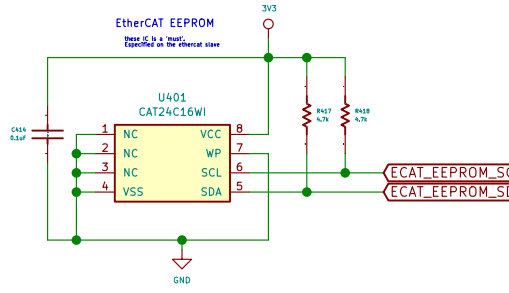 3V3
EtherCAT EEPROM
these IC is a 'must'.
Especified on the ethercat slave
U401
CAT24C16WI
C414
0.1uF
R417
4.7k
R418
4.7k
1 NC VCC 8
2 NC WP 7
3 NC SCL 6
4 VSS SDA 5
ECAT_EEPROM_SC
ECAT_EEPROM_SD
GND